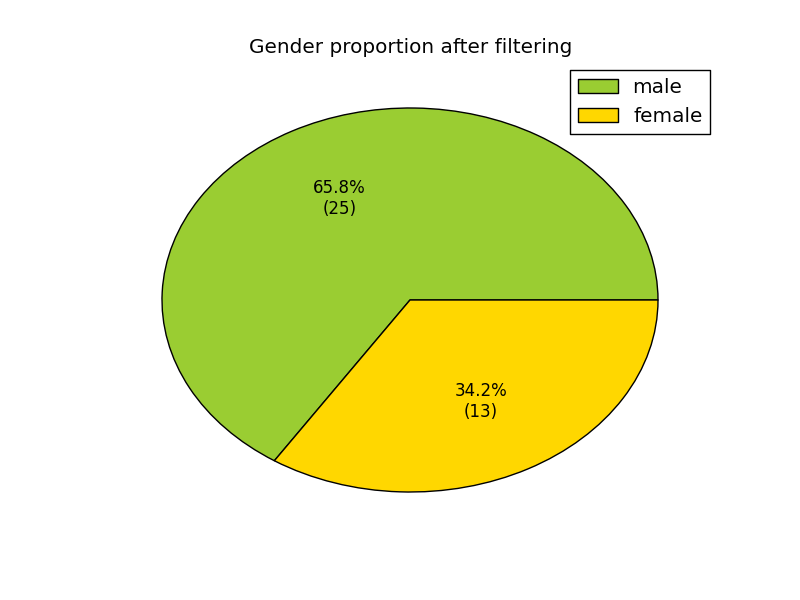 Gender proportion after filtering
male
female
65.8%
(25)
34.2%
(13)